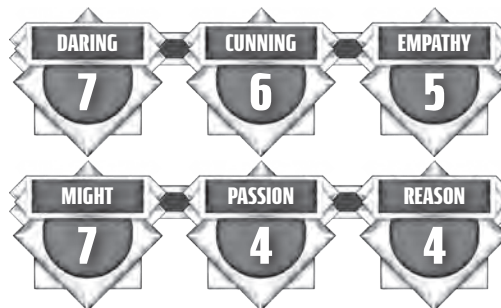 DARING CUNNING EMPATHY
7 6 5
MIGHT PASSION REASON
7 4 4